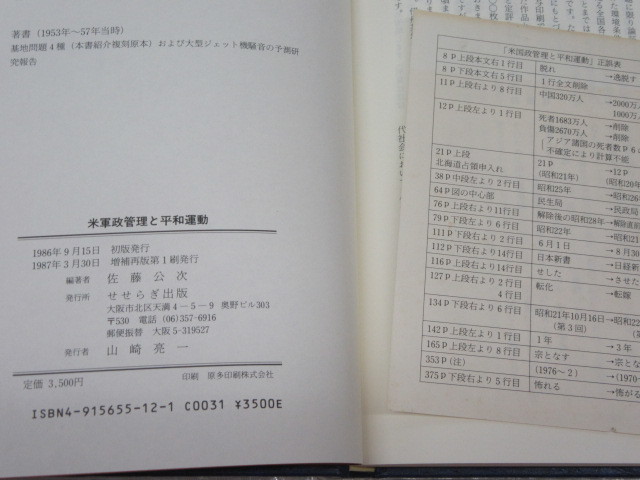 著書(1953年〜57年当時)
基地問題4種(本書紹介複刻原本)および大型ジェット機騒音の予測研
究報告
米軍政管理と平和運動
1986年9月15日 初版発行
1987年3月30日 増補再版第1刷発行
編著者 佐藤公次
発行所 せせらぎ出版
大阪市北区天満4-5-9 奥野ビル303
〒530 電話 (06)357-6916
郵便振替 大阪5-319527
発行者 山崎亮一
定価 3,500円 印刷 原多印刷株式会社
ISBN4-915655-12-1 C0031 ¥3500E
「米国政管理と平和運動」正誤表
8p上段本文右1行目 脱れ →逃脱す
8p下段本文右5行目 1行全文削除
11p上段右より8行目 中国320万人 →2000万人
1000万人
12p上段左より1行目 死者1683万人 →削除
負傷2670万人 →削除
アジア諸国の死者数p6
不確定により計算不能
21p上段 21p →12p
北海道占領申入れ (昭和21年) (昭和20年
38p中段左より2行目 昭和25年 →昭和26
64p図の中心部 民生局 →民政局
76p上段右より11行目 解除後の昭和28年 →解除直
79p下段左より6行目 昭和22年 →昭和21
111p下段右より2行目 6月1日 →8月30
112p下段右より14行目 日本新書 →日経新
116p上段右より14行目 せした →させた
127p上段右より2行目 転化 →転嫁
4行目
134p下段右より6行目 昭和21年10月16日→昭和2
(第3回)
142p上段左より1行目 1年 →3年
165p上段左より8行目 宗となす →宗と
353p(注) (1976〜2) →(1
375p下段右より5行目 怖れる →怖がる